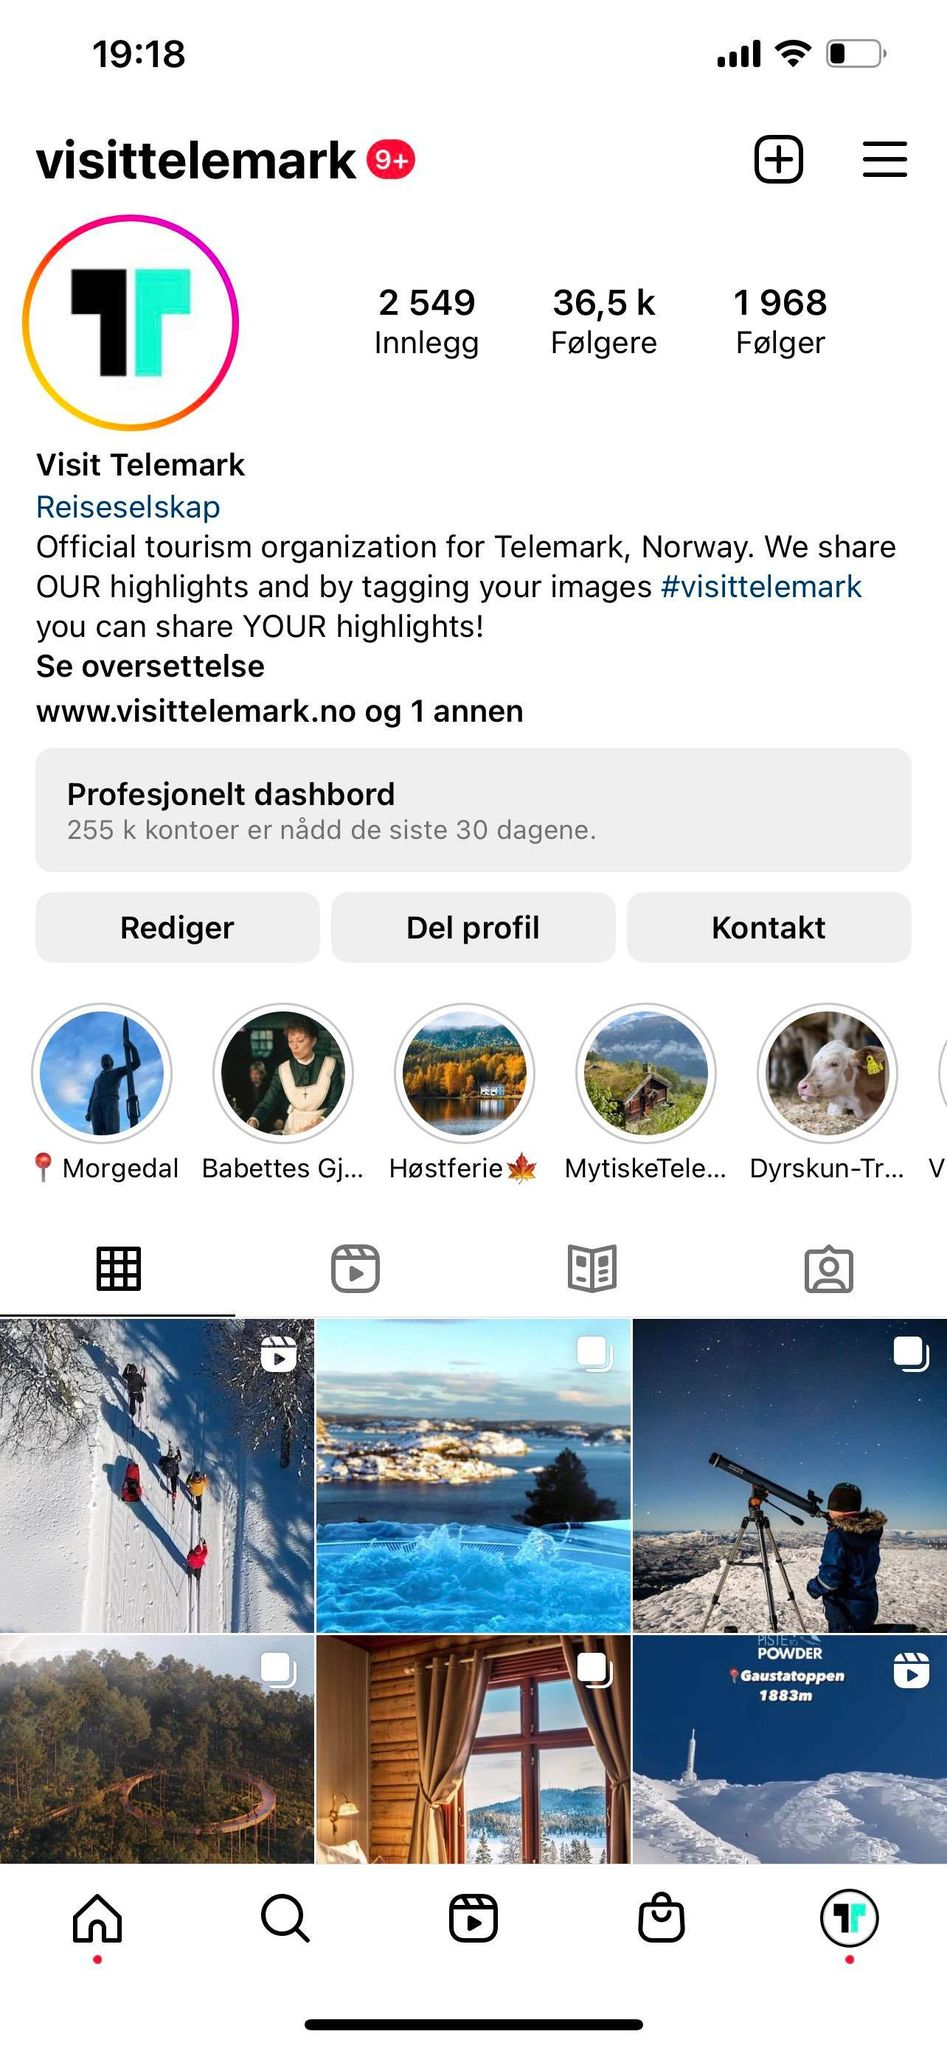 19:18
visittelemark 9+
2 549 36,5 k 1 968
Innlegg Følgere Følger
Visit Telemark
Reiseselskap
Official tourism organization for Telemark, Norway. We share
OUR highlights and by tagging your images #visittelemark
you can share YOUR highlights!
Se oversettelse
www.visittelemark.no og 1 annen
Profesjonelt dashbord
255 k kontoer er nådd de siste 30 dagene.
Rediger Del profil Kontakt
📍 Morgedal Babettes Gj... Høstferie🍁 MytiskeTele... Dyrskun-Tr... V
PISTE TO
POWDER
📍Gaustatoppen
1883m